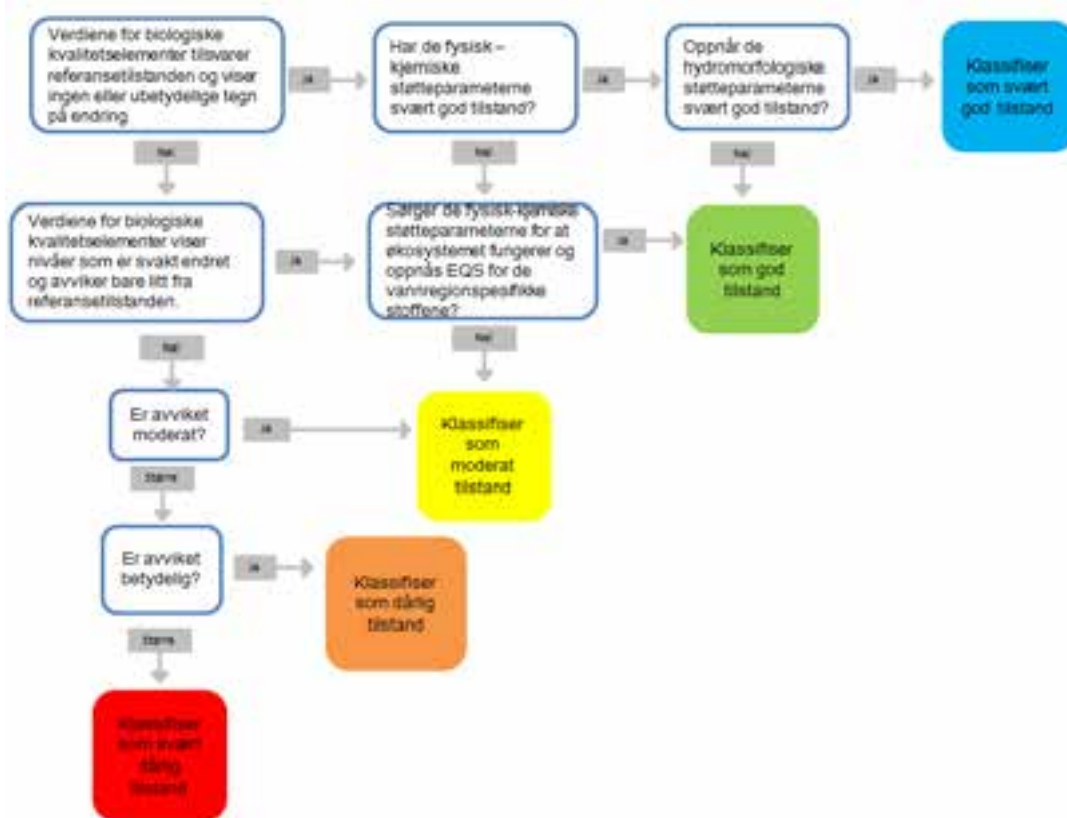 Verdiene for biologiske
kvalitetselementer tilsvarer
referansetilstanden og viser
ingen eller ubetydelige tegn
på endring
Ja
Har de fysisk –
kjemiske
støtteparameterne
svært god tilstand?
Ja
Oppnår de
hydromorfologiske
støtteparameterne
svært god tilstand?
Ja
Klassifiser
som svært
god tilstand
Nei
Nei
Nei
Verdiene for biologiske
kvalitetselementer viser
nivåer som er svakt endret
og avviker bare litt fra
referansetilstanden.
Ja
Sørger de fysisk-kjemiske
støtteparameterne for at
økosystemet fungerer og
oppnås EQS for de
vannregionspesifikke
stoffene?
Ja
Klassifiser
som god
tilstand
Nei
Nei
Er avviket
moderat?
Ja
Klassifiser
som
moderat
tilstand
Større
Er avviket
betydelig?
Ja
Klassifiser
som dårlig
tilstand
Større
Klassifiser
som svært
dårlig
tilstand